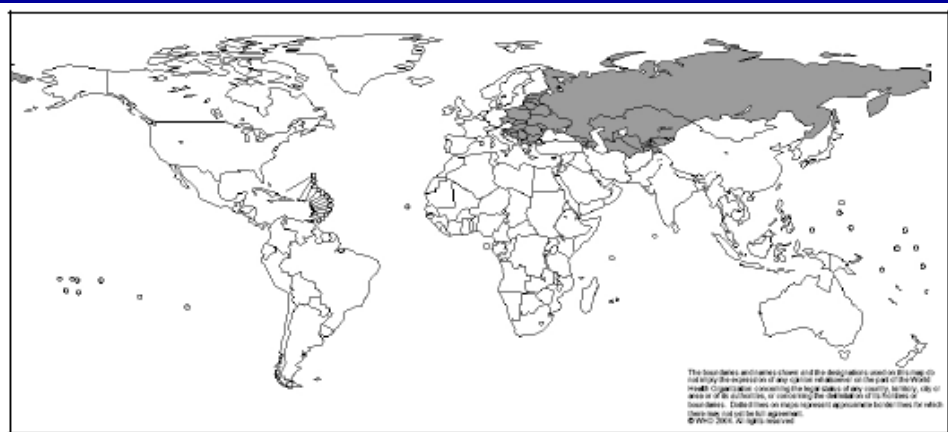 The boundaries and names shown and the designations used on this map do
not imply the expression of any opinion whatsoever on the part of the World
Health Organization concerning the legal status of any country, territory, city or
area or of its authorities, or concerning the delimitation of its frontiers or
boundaries. Dotted lines on maps represent approximate border lines for which
there may not yet be full agreement.
© WHO 2004. All rights reserved